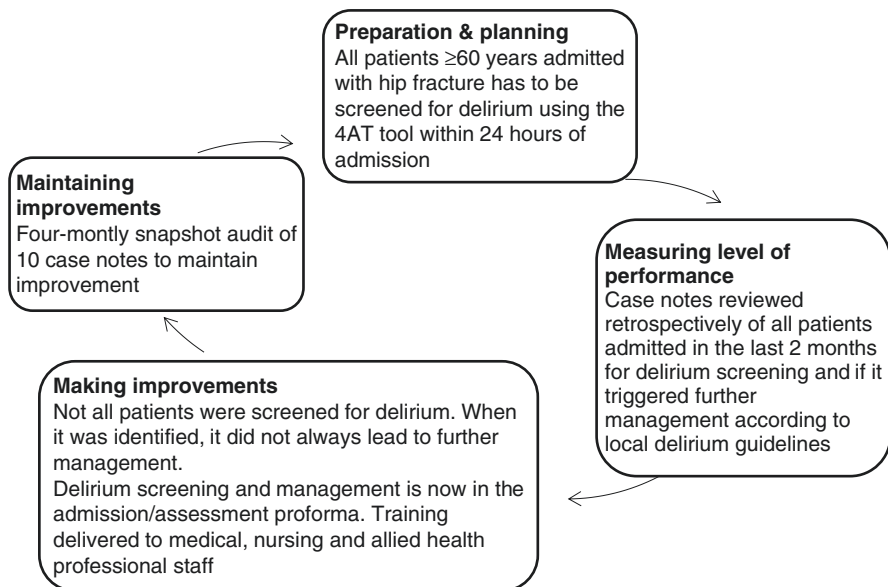 Preparation & planning
All patients ≥60 years admitted
with hip fracture has to be
screened for delirium using the
4AT tool within 24 hours of
admission
Measuring level of
performance
Case notes reviewed
retrospectively of all patients
admitted in the last 2 months
for delirium screening and if it
triggered further
management according to
local delirium guidelines
Making improvements
Not all patients were screened for delirium. When
it was identified, it did not always lead to further
management.
Delirium screening and management is now in the
admission/assessment proforma. Training
delivered to medical, nursing and allied health
professional staff
Maintaining
improvements
Four-montly snapshot audit of
10 case notes to maintain
improvement